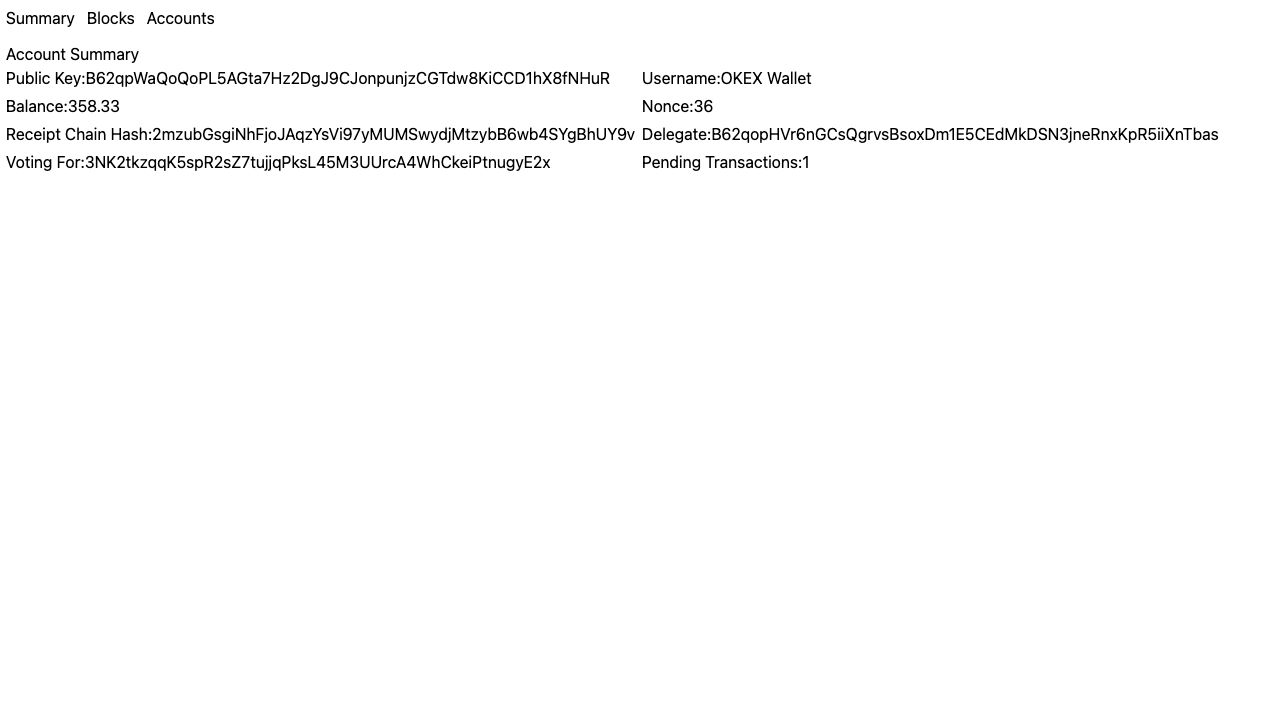 Summary Blocks Accounts
Account Summary
Public Key:B62qpWaQoQoPL5AGta7Hz2DgJ9CJonpunjzCGTdw8KiCCD1hX8fNHuR Username:OKEX Wallet
Balance:358.33 Nonce:36
Receipt Chain Hash:2mzubGsgiNhFjoJAqzYsVi97yMUMSwydjMtzybB6wb4SYgBhUY9v Delegate:B62qopHVr6nGCsQgrvsBsoxDm1E5CEdMkDSN3jneRnxKpR5iiXnTbas
Voting For:3NK2tkzqqK5spR2sZ7tujjqPksL45M3UUrcA4WhCkeiPtnugyE2x Pending Transactions:1